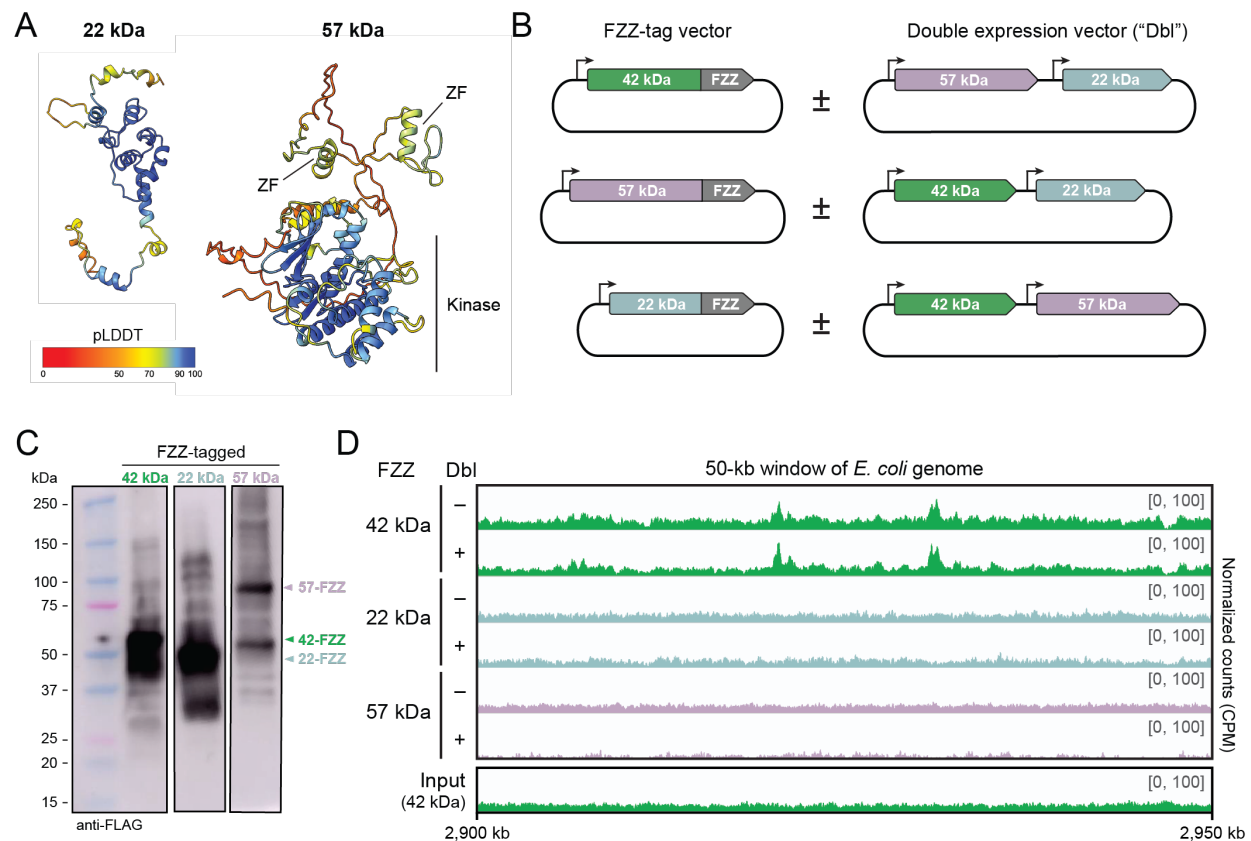 A
22 kDa
57 kDa
ZF
ZF
Kinase
pLDDT
0 50 70 90 100
B
FZZ-tag vector
Double expression vector (“Dbl”)
42 kDa FZZ
±
57 kDa 22 kDa
57 kDa FZZ
±
42 kDa 22 kDa
22 kDa FZZ
±
42 kDa 57 kDa
C
FZZ-tagged
kDa 42 kDa 22 kDa 57 kDa
250
150
100
75
50
37
25
20
15
57-FZZ
42-FZZ
22-FZZ
anti-FLAG
D
FZZ Dbl 50-kb window of E. coli genome
42 kDa
− [0, 100]
+ [0, 100]
22 kDa
− [0, 100]
+ [0, 100]
57 kDa
− [0, 100]
+ [0, 100]
Input [0, 100]
(42 kDa)
Normalized counts (CPM)
2,900 kb 2,950 kb